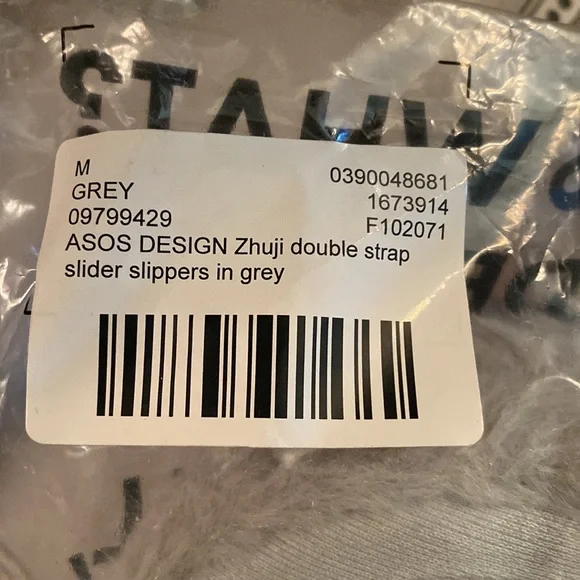 M
0390048681
GREY
1673914
09799429
F102071
ASOS DESIGN Zhuji double strap
slider slippers in grey